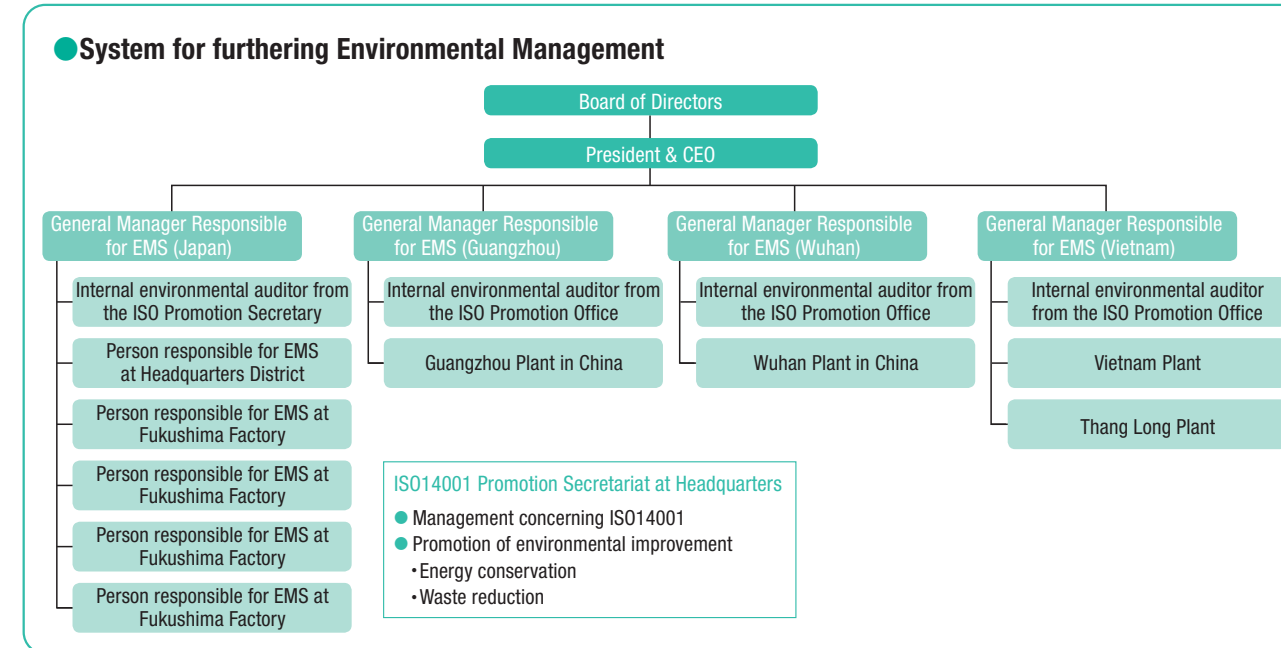 ●System for furthering Environmental Management
Board of Directors
President & CEO
General Manager Responsible
for EMS (Japan)
Internal environmental auditor from
the ISO Promotion Secretary
Person responsible for EMS
at Headquarters District
Person responsible for EMS at
Fukushima Factory
Person responsible for EMS at
Fukushima Factory
Person responsible for EMS at
Fukushima Factory
Person responsible for EMS at
Fukushima Factory
General Manager Responsible
for EMS (Guangzhou)
Internal environmental auditor from
the ISO Promotion Office
Guangzhou Plant in China
General Manager Responsible
for EMS (Wuhan)
Internal environmental auditor from
the ISO Promotion Office
Wuhan Plant in China
General Manager Responsible
for EMS (Vietnam)
Internal environmental auditor
from the ISO Promotion Office
Vietnam Plant
Thang Long Plant
ISO14001 Promotion Secretariat at Headquarters
● Management concerning ISO14001
● Promotion of environmental improvement
・Energy conservation
・Waste reduction